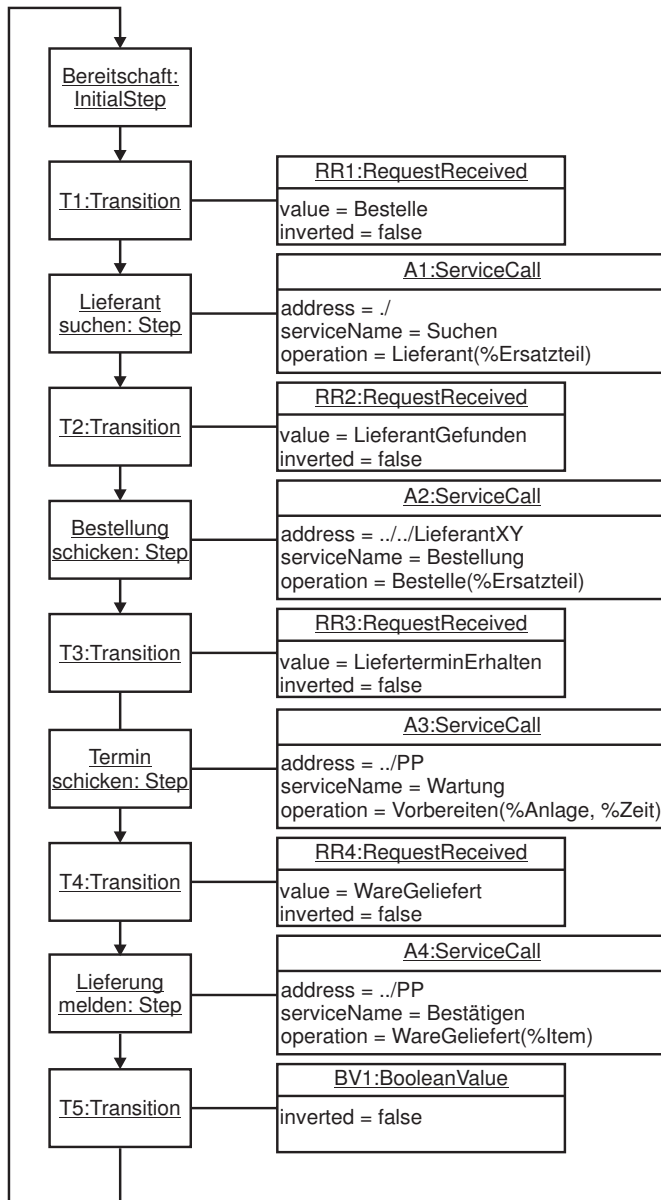 Bereitschaft:
InitialStep
T1:Transition
RR1:RequestReceived
value = Bestelle
inverted = false
Lieferant
suchen: Step
A1:ServiceCall
address = ./
serviceName = Suchen
operation = Lieferant(%Ersatzteil)
T2:Transition
RR2:RequestReceived
value = LieferantGefunden
inverted = false
Bestellung
schicken: Step
A2:ServiceCall
address = ../../LieferantXY
serviceName = Bestellung
operation = Bestelle(%Ersatzteil)
T3:Transition
RR3:RequestReceived
value = LieferterminErhalten
inverted = false
Termin
schicken: Step
A3:ServiceCall
address = ../PP
serviceName = Wartung
operation = Vorbereiten(%Anlage, %Zeit)
T4:Transition
RR4:RequestReceived
value = WareGeliefert
inverted = false
Lieferung
melden: Step
A4:ServiceCall
address = ../PP
serviceName = Bestätigen
operation = WareGeliefert(%Item)
T5:Transition
BV1:BooleanValue
inverted = false